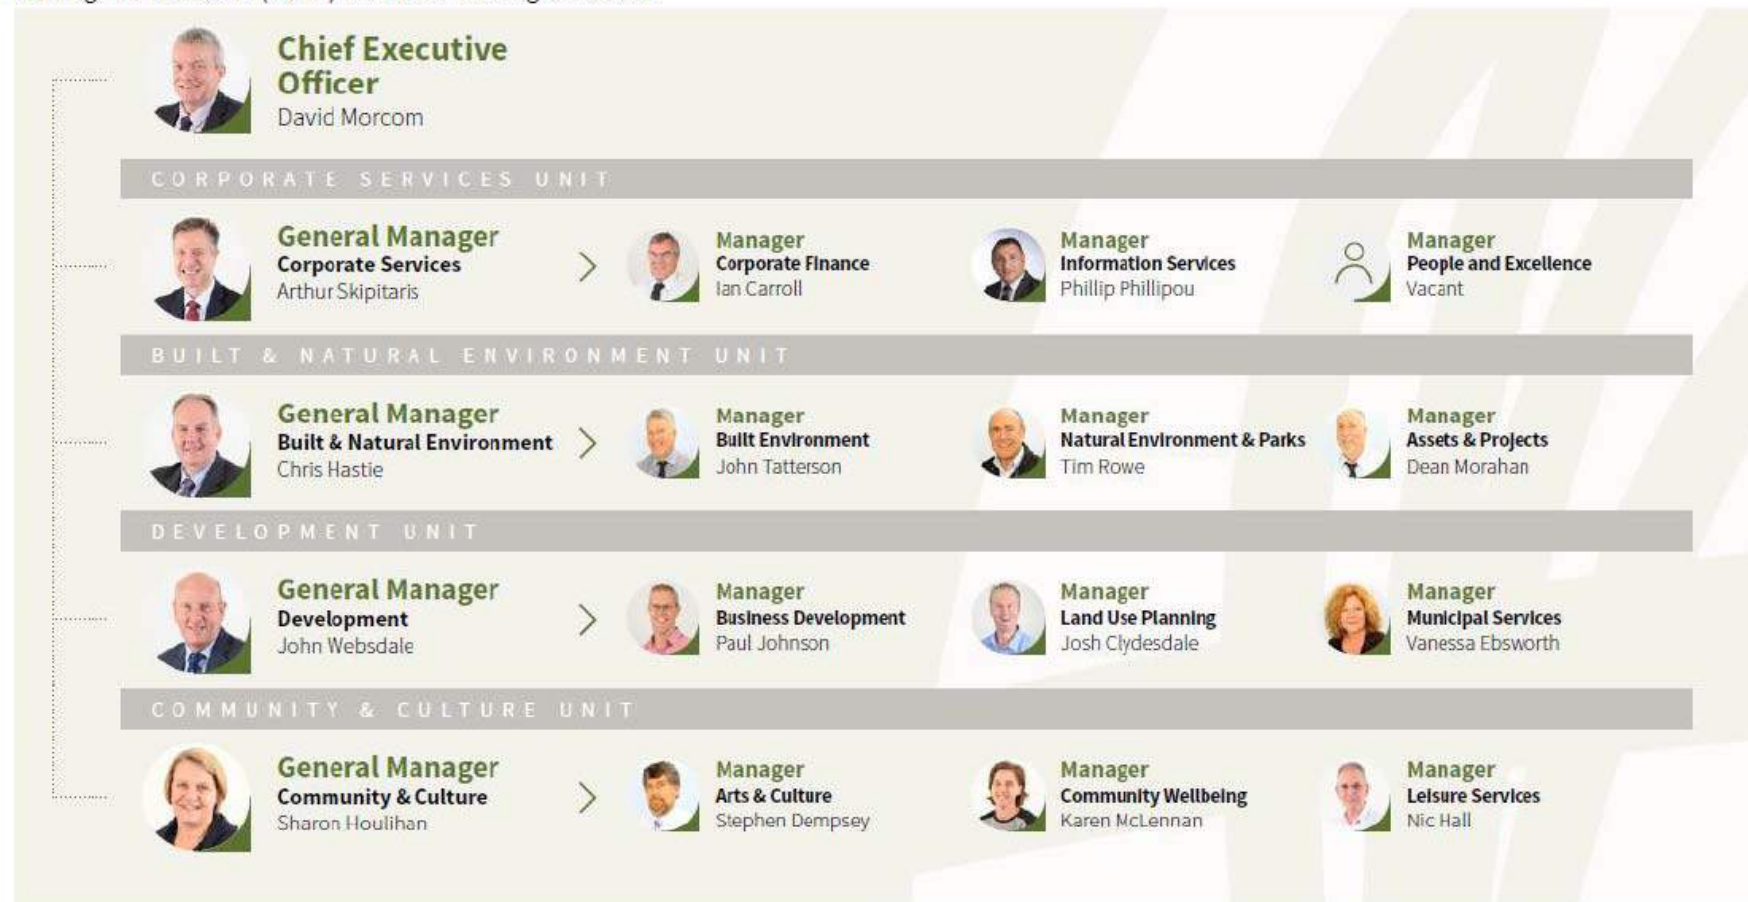 Chief Executive
Officer
David Morcom
CORPORATE SERVICES UNIT
General Manager
Corporate Services
Arthur Skipitaris
Manager
Corporate Finance
Ian Carroll
Manager
Information Services
Phillip Phillipou
Manager
People and Excellence
Vacant
BUILT & NATURAL ENVIRONMENT UNIT
General Manager
Built & Natural Environment
Chris Hastie
Manager
Built Environment
John Tatterson
Manager
Natural Environment & Parks
Tim Rowe
Manager
Assets & Projects
Dean Morahan
DEVELOPMENT UNIT
General Manager
Development
John Websdale
Manager
Business Development
Paul Johnson
Manager
Land Use Planning
Josh Clydesdale
Manager
Municipal Services
Vanessa Ebsworth
COMMUNITY & CULTURE UNIT
General Manager
Community & Culture
Sharon Houlihan
Manager
Arts & Culture
Stephen Dempsey
Manager
Community Wellbeing
Karen McLennan
Manager
Leisure Services
Nic Hall